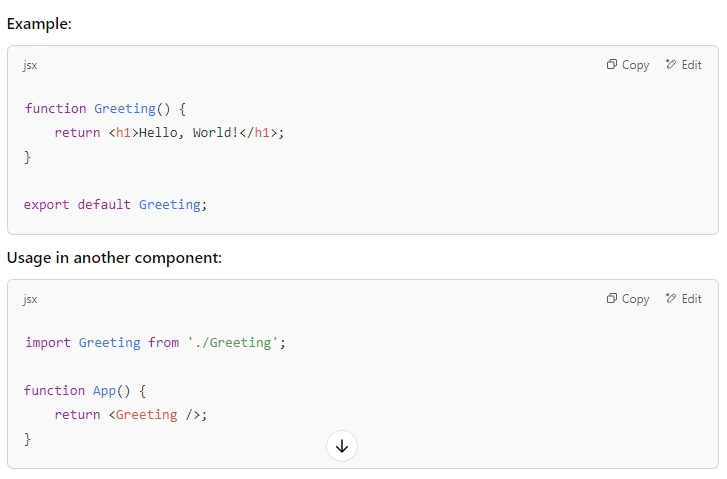 Example:
jsx
Copy
Edit
function Greeting() {
    return <h1>Hello, World!</h1>;
}
export default Greeting;
Usage in another component:
jsx
Copy
Edit
import Greeting from './Greeting';
function App() {
    return <Greeting />;
}